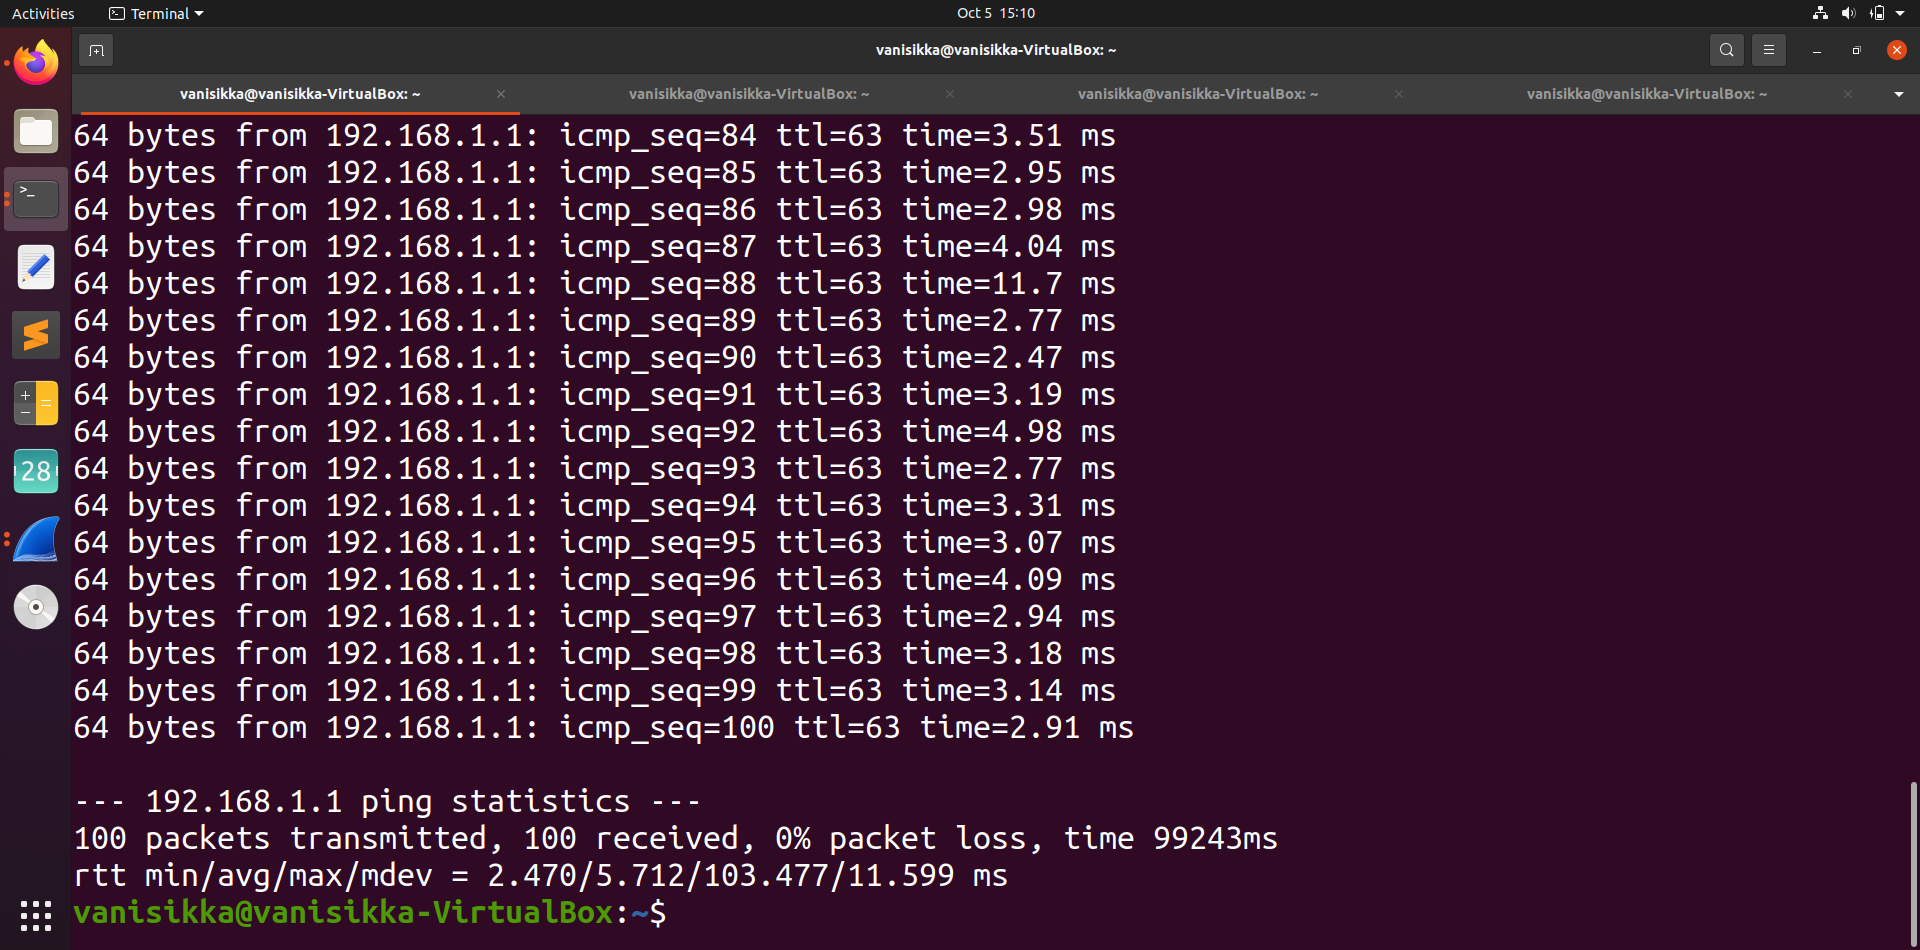 Activities Terminal Oct 5 15:10
vanisikka@vanisikka-VirtualBox: ~
vanisikka@vanisikka-VirtualBox: ~ vanisikka@vanisikka-VirtualBox: ~ vanisikka@vanisikka-VirtualBox: ~ vanisikka@vanisikka-VirtualBox: ~
64 bytes from 192.168.1.1: icmp_seq=84 ttl=63 time=3.51 ms
64 bytes from 192.168.1.1: icmp_seq=85 ttl=63 time=2.95 ms
64 bytes from 192.168.1.1: icmp_seq=86 ttl=63 time=2.98 ms
64 bytes from 192.168.1.1: icmp_seq=87 ttl=63 time=4.04 ms
64 bytes from 192.168.1.1: icmp_seq=88 ttl=63 time=11.7 ms
64 bytes from 192.168.1.1: icmp_seq=89 ttl=63 time=2.77 ms
64 bytes from 192.168.1.1: icmp_seq=90 ttl=63 time=2.47 ms
64 bytes from 192.168.1.1: icmp_seq=91 ttl=63 time=3.19 ms
64 bytes from 192.168.1.1: icmp_seq=92 ttl=63 time=4.98 ms
64 bytes from 192.168.1.1: icmp_seq=93 ttl=63 time=2.77 ms
28
64 bytes from 192.168.1.1: icmp_seq=94 ttl=63 time=3.31 ms
64 bytes from 192.168.1.1: icmp_seq=95 ttl=63 time=3.07 ms
64 bytes from 192.168.1.1: icmp_seq=96 ttl=63 time=4.09 ms
64 bytes from 192.168.1.1: icmp_seq=97 ttl=63 time=2.94 ms
64 bytes from 192.168.1.1: icmp_seq=98 ttl=63 time=3.18 ms
64 bytes from 192.168.1.1: icmp_seq=99 ttl=63 time=3.14 ms
64 bytes from 192.168.1.1: icmp_seq=100 ttl=63 time=2.91 ms
--- 192.168.1.1 ping statistics ---
100 packets transmitted, 100 received, 0% packet loss, time 99243ms
rtt min/avg/max/mdev = 2.470/5.712/103.477/11.599 ms
vanisikka@vanisikka-VirtualBox:~$